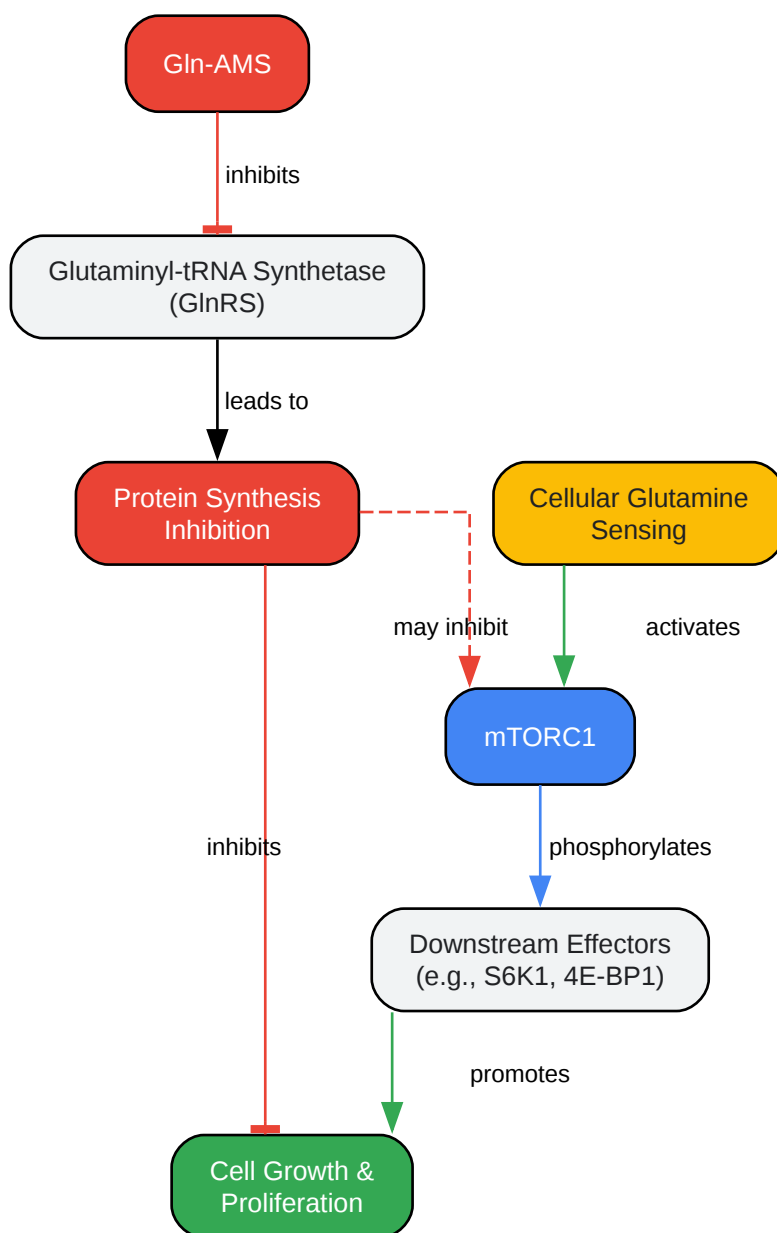 Gln-AMS
inhibits
Glutaminyl-tRNA Synthetase
(GlnRS)
leads to
Protein Synthesis
Inhibition
Cellular Glutamine
Sensing
may inhibit
activates
mTORC1
inhibits
phosphorylates
Downstream Effectors
(e.g., S6K1, 4E-BP1)
promotes
Cell Growth &
Proliferation